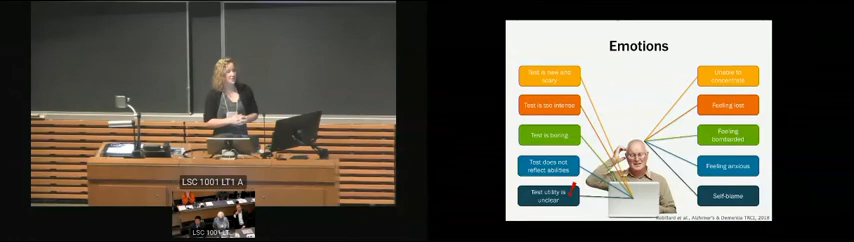 LSC 1001 LT1 A
LSC 1001 LT
Emotions
Test is new and
scary
Test is too intense
Test is boring
Test does not
reflect abilities
Test utility is
unclear
Unable to
concentrate
Feeling lost
Feeling
bombarded
Feeling anxious
Self-blame
Robillard et al., Alzheimer's & Dementia TRCI, 2018